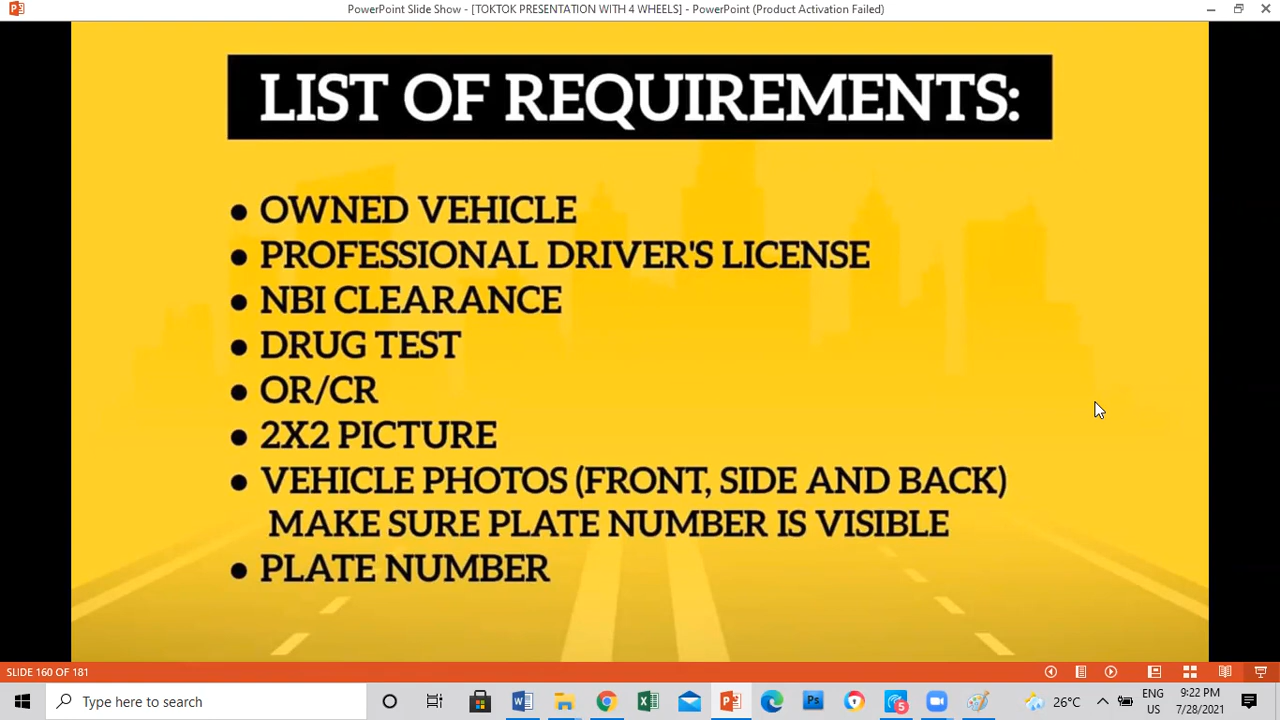 PowerPoint Slide Show - [TOKTOK PRESENTATION WITH 4 WHEELS] - PowerPoint (Product Activation Failed)
LIST OF REQUIREMENTS:
• OWNED VEHICLE
• PROFESSIONAL DRIVER'S LICENSE
• NBI CLEARANCE
• DRUG TEST
• OR/CR
• 2X2 PICTURE
• VEHICLE PHOTOS (FRONT, SIDE AND BACK)
MAKE SURE PLATE NUMBER IS VISIBLE
• PLATE NUMBER
SLIDE 160 OF 181
Type here to search
26°C
ENG
US
9:22 PM
7/28/2021